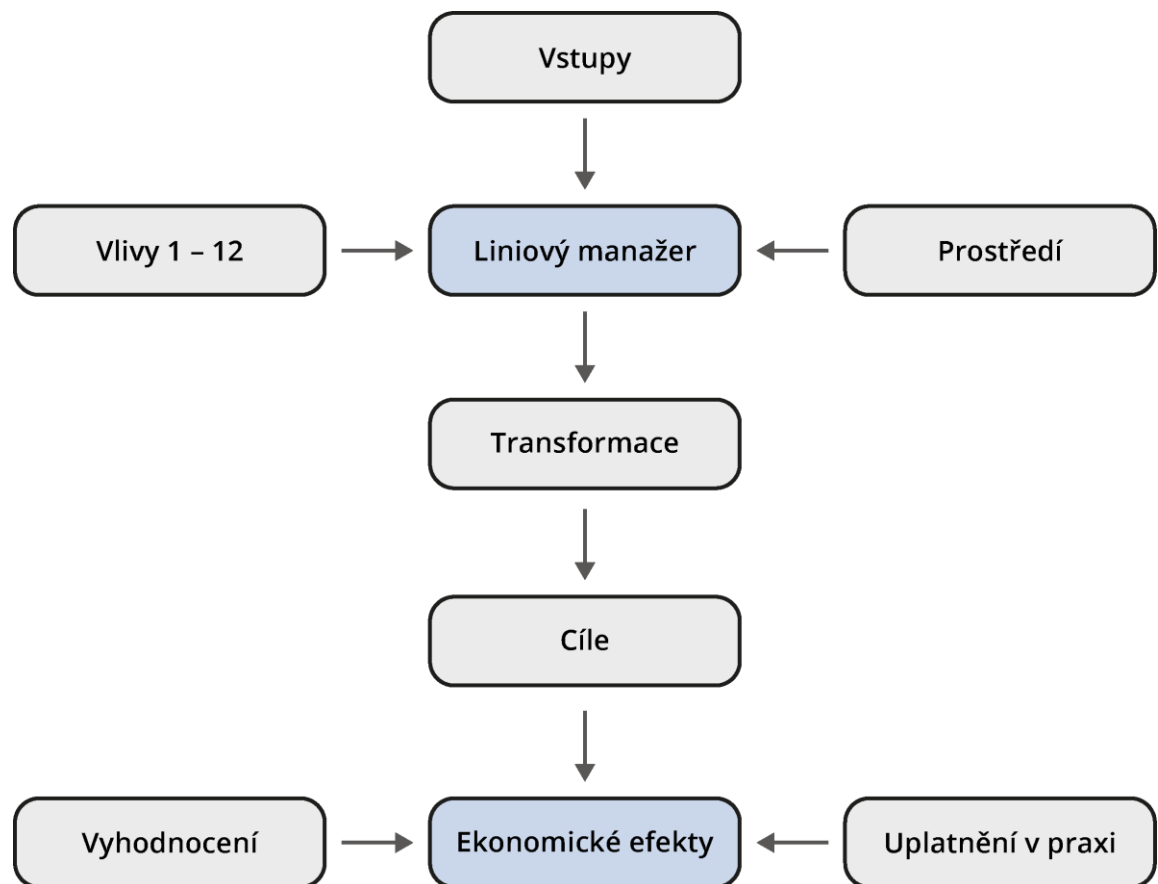 Vstupy
Vlivy 1 – 12
Liniový manažer
Prostředí
Transformace
Cíle
Vyhodnocení
Ekonomické efekty
Uplatnění v praxi